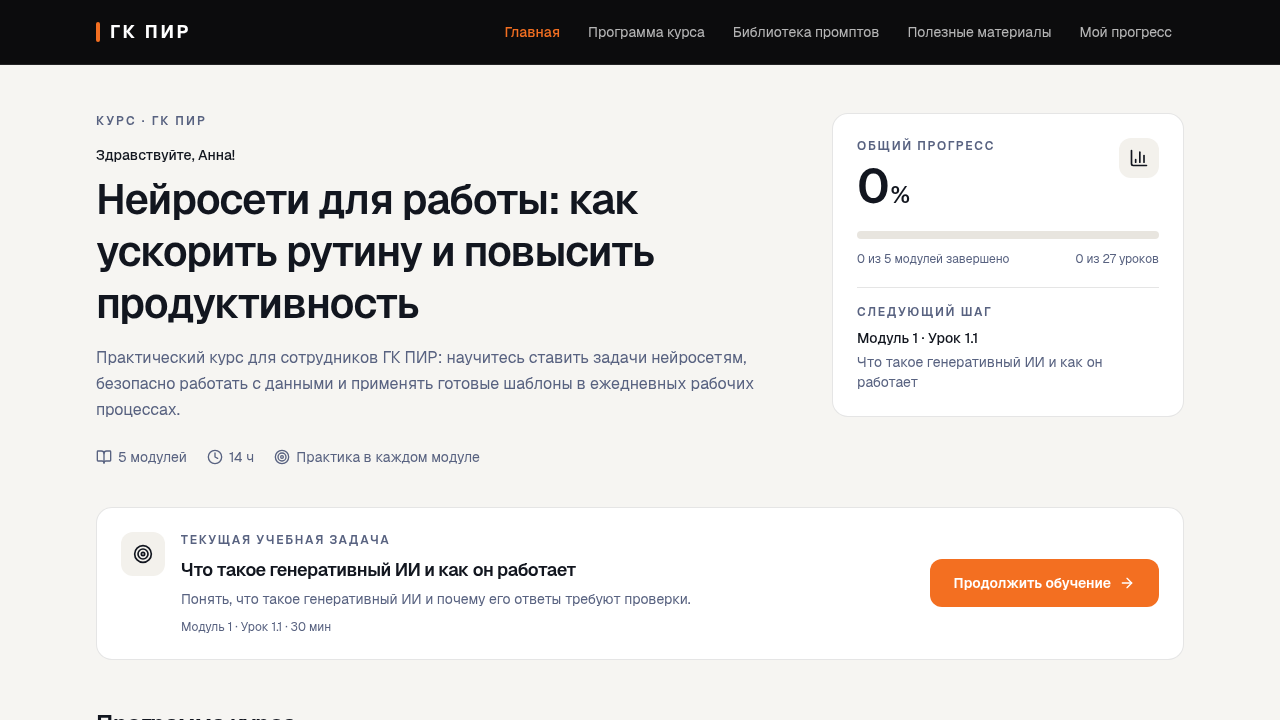 ГК ПИР
Главная
Программа курса
Библиотека промптов
Полезные материалы
Мой прогресс
КУРС · ГК ПИР
Здравствуйте, Анна!
Нейросети для работы: как
ускорить рутину и повысить
продуктивность
Практический курс для сотрудников ГК ПИР: научитесь ставить задачи нейросетям,
безопасно работать с данными и применять готовые шаблоны в ежедневных рабочих
процессах.
5 модулей
14 ч
Практика в каждом модуле
ОБЩИЙ ПРОГРЕСС
0%
0 из 5 модулей завершено
0 из 27 уроков
СЛЕДУЮЩИЙ ШАГ
Модуль 1 · Урок 1.1
Что такое генеративный ИИ и как он
работает
ТЕКУЩАЯ УЧЕБНАЯ ЗАДАЧА
Что такое генеративный ИИ и как он работает
Понять, что такое генеративный ИИ и почему его ответы требуют проверки.
Модуль 1 · Урок 1.1 · 30 мин
Продолжить обучение